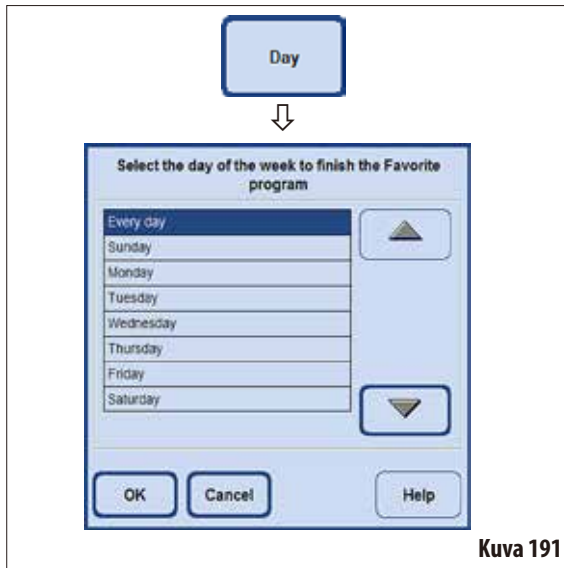 Day
Select the day of the week to finish the Favorite
program
Every day
Sunday
Monday
Tuesday
Wednesday
Thursday
Friday
Saturday
OK
Cancel
Help
Kuva 191